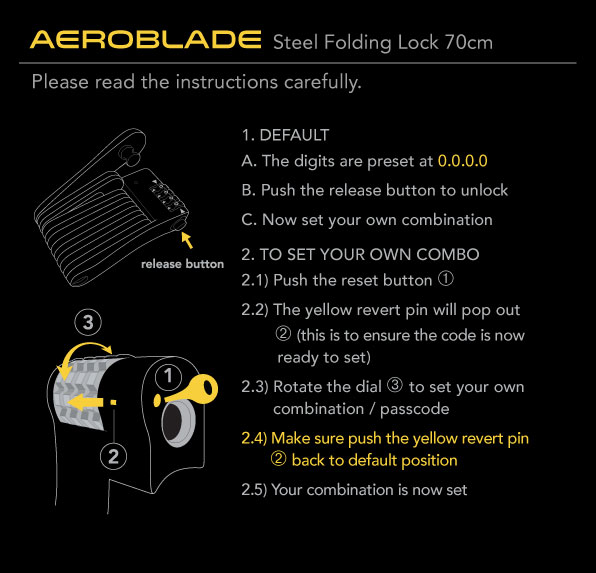 AEROBLADE Steel Folding Lock 70cm
Please read the instructions carefully.
1. DEFAULT
A. The digits are preset at 0.0.0.0
B. Push the release button to unlock
C. Now set your own combination
release button
2. TO SET YOUR OWN COMBO
2.1) Push the reset button ①
2.2) The yellow revert pin will pop out
② (this is to ensure the code is now
ready to set)
2.3) Rotate the dial ③ to set your own
combination / passcode
2.4) Make sure push the yellow revert pin
② back to default position
2.5) Your combination is now set
3
1
2